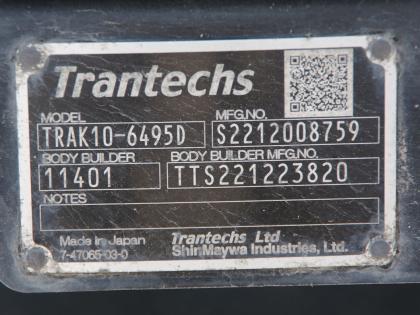 Trantechs
MODEL MFG.NO.
TRAK10-6495D S2212008759
BODY BUILDER BODY BUILDER MFG.NO.
11401 TTS221223820
NOTES
Made in Japan Trantechs Ltd
7-47065-03-0 ShinMaywa Industries, Ltd.